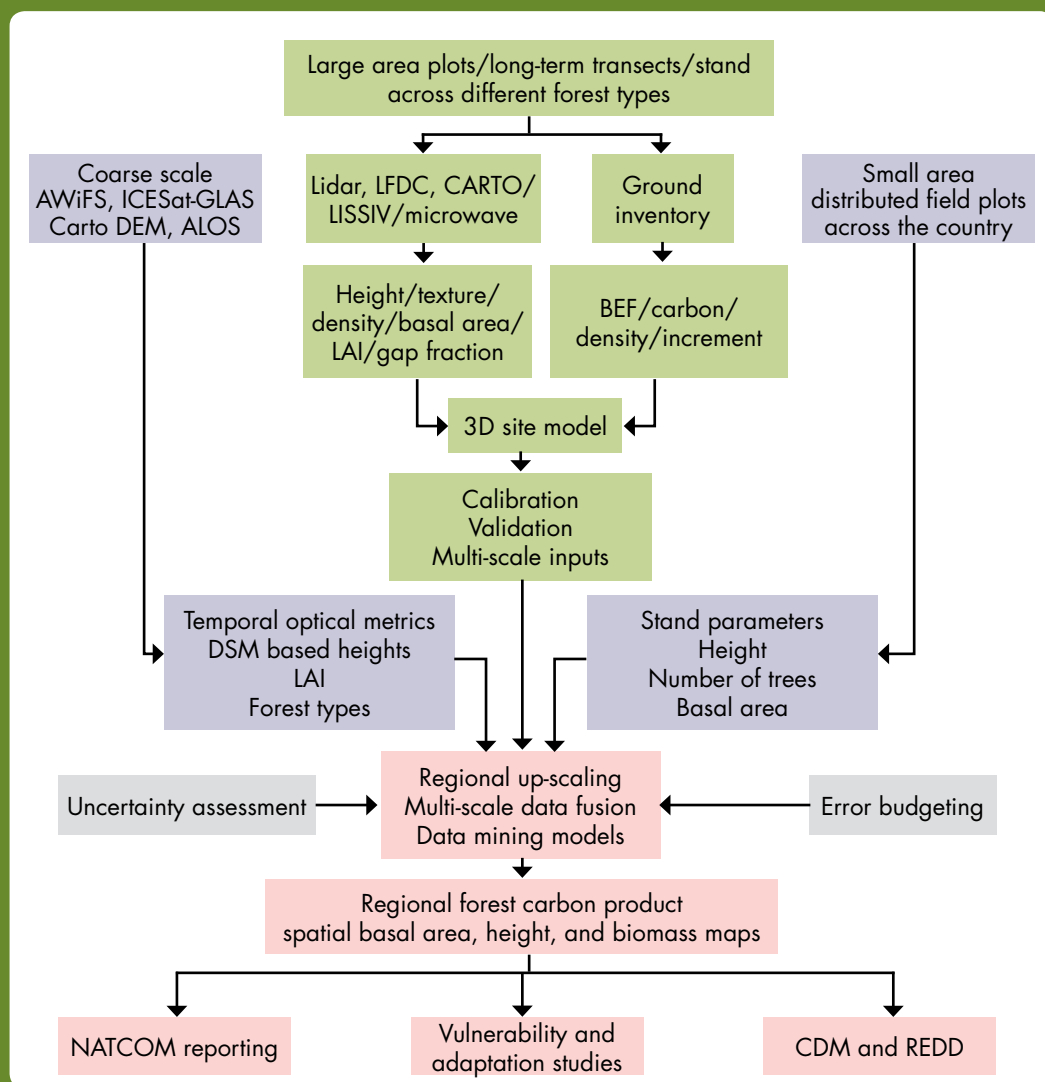 Large area plots/long-term transects/stand
across different forest types
Coarse scale
AWiFS, ICESat-GLAS
Carto DEM, ALOS
Lidar, LFDC, CARTO/
LISSIV/microwave
Ground
inventory
Small area
distributed field plots
across the country
Height/texture/
density/basal area/
LAI/gap fraction
BEF/carbon/
density/increment
3D site model
Calibration
Validation
Multi-scale inputs
Temporal optical metrics
DSM based heights
LAI
Forest types
Stand parameters
Height
Number of trees
Basal area
Uncertainty assessment
Regional up-scaling
Multi-scale data fusion
Data mining models
Error budgeting
Regional forest carbon product
spatial basal area, height, and biomass maps
NATCOM reporting
Vulnerability and
adaptation studies
CDM and REDD